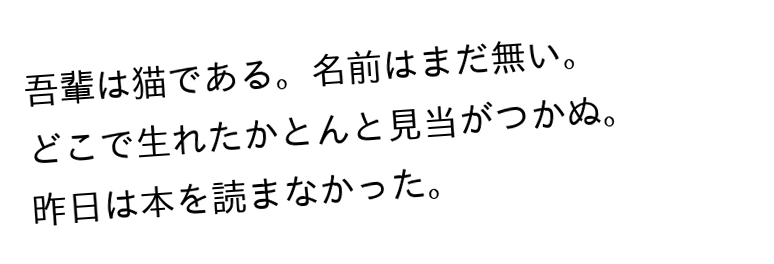 吾輩は猫である。名前はまだ無い。
どこで生れたかとんと見当がつかぬ。
昨日は本を読まなかった。